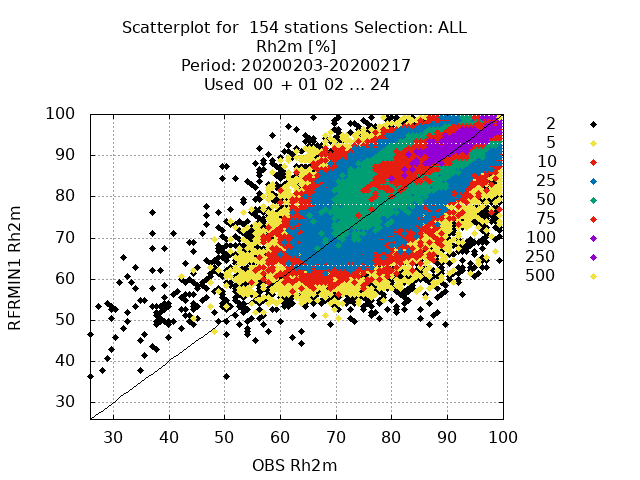 Scatterplot for  154 stations Selection: ALL
Rh2m [%]
Period: 20200203-20200217
Used  00 + 01 02 ... 24
100
90
80
70
60
50
40
30
RFRMIN1 Rh2m
30 40 50 60 70 80 90 100
OBS Rh2m
2
5
10
25
50
75
100
250
500